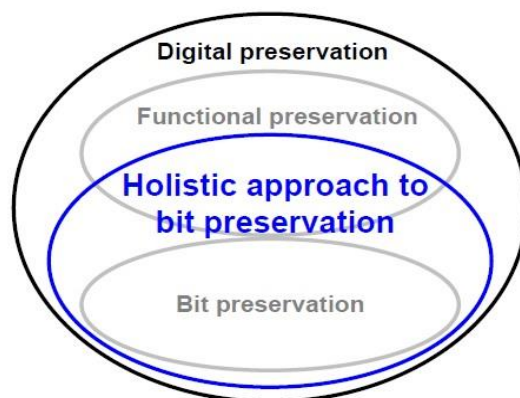 Digital preservation
Functional preservation
Holistic approach to
bit preservation
Bit preservation